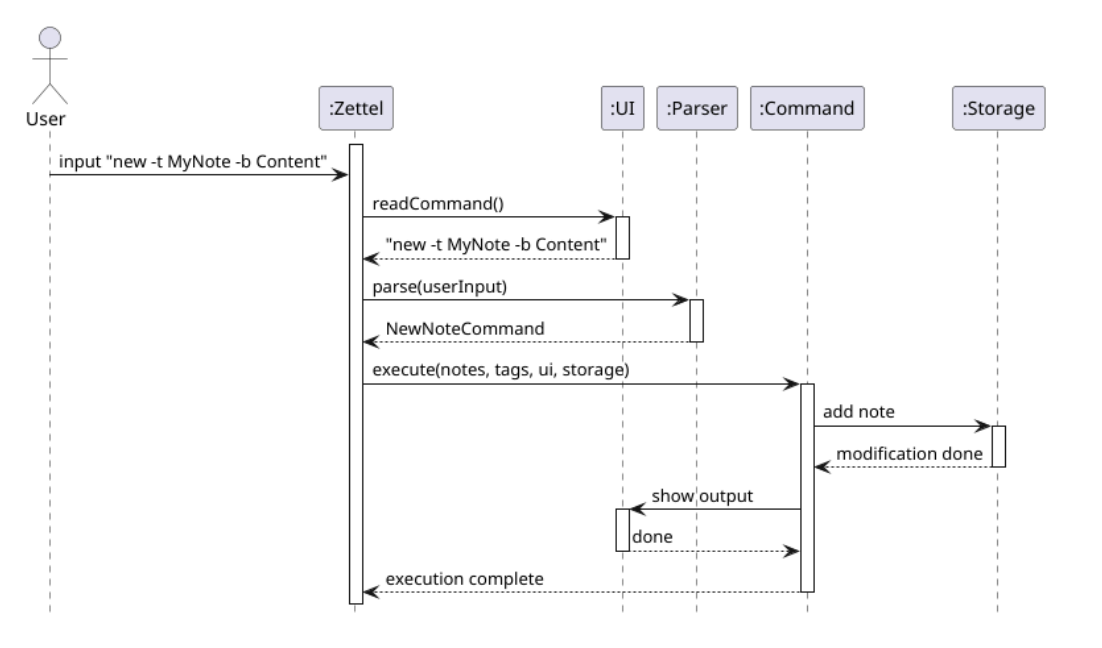 User
:Zettel
:UI
:Parser
:Command
:Storage
input "new -t MyNote -b Content"
readCommand()
"new -t MyNote -b Content"
parse(userInput)
NewNoteCommand
execute(notes, tags, ui, storage)
add note
modification done
show output
done
execution complete